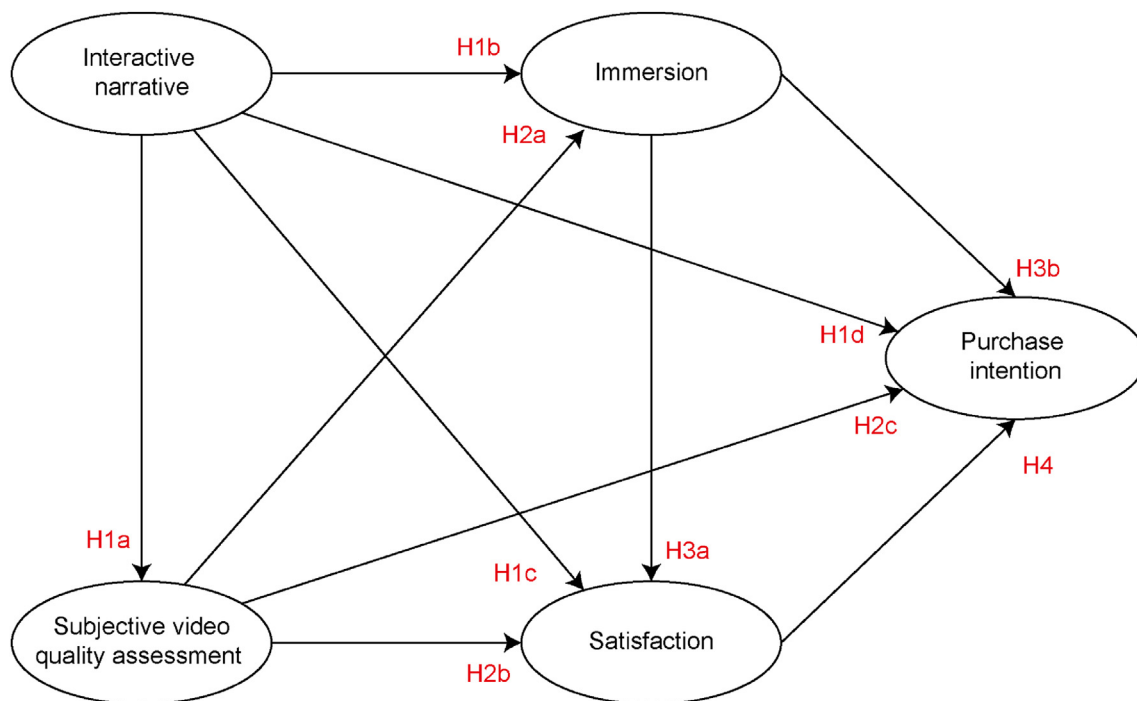 Interactive
narrative
H1b
Immersion
H2a
H3b
H1d
Purchase
intention
H2c
H4
H1a
H1c
H3a
Subjective video
quality assessment
H2b
Satisfaction